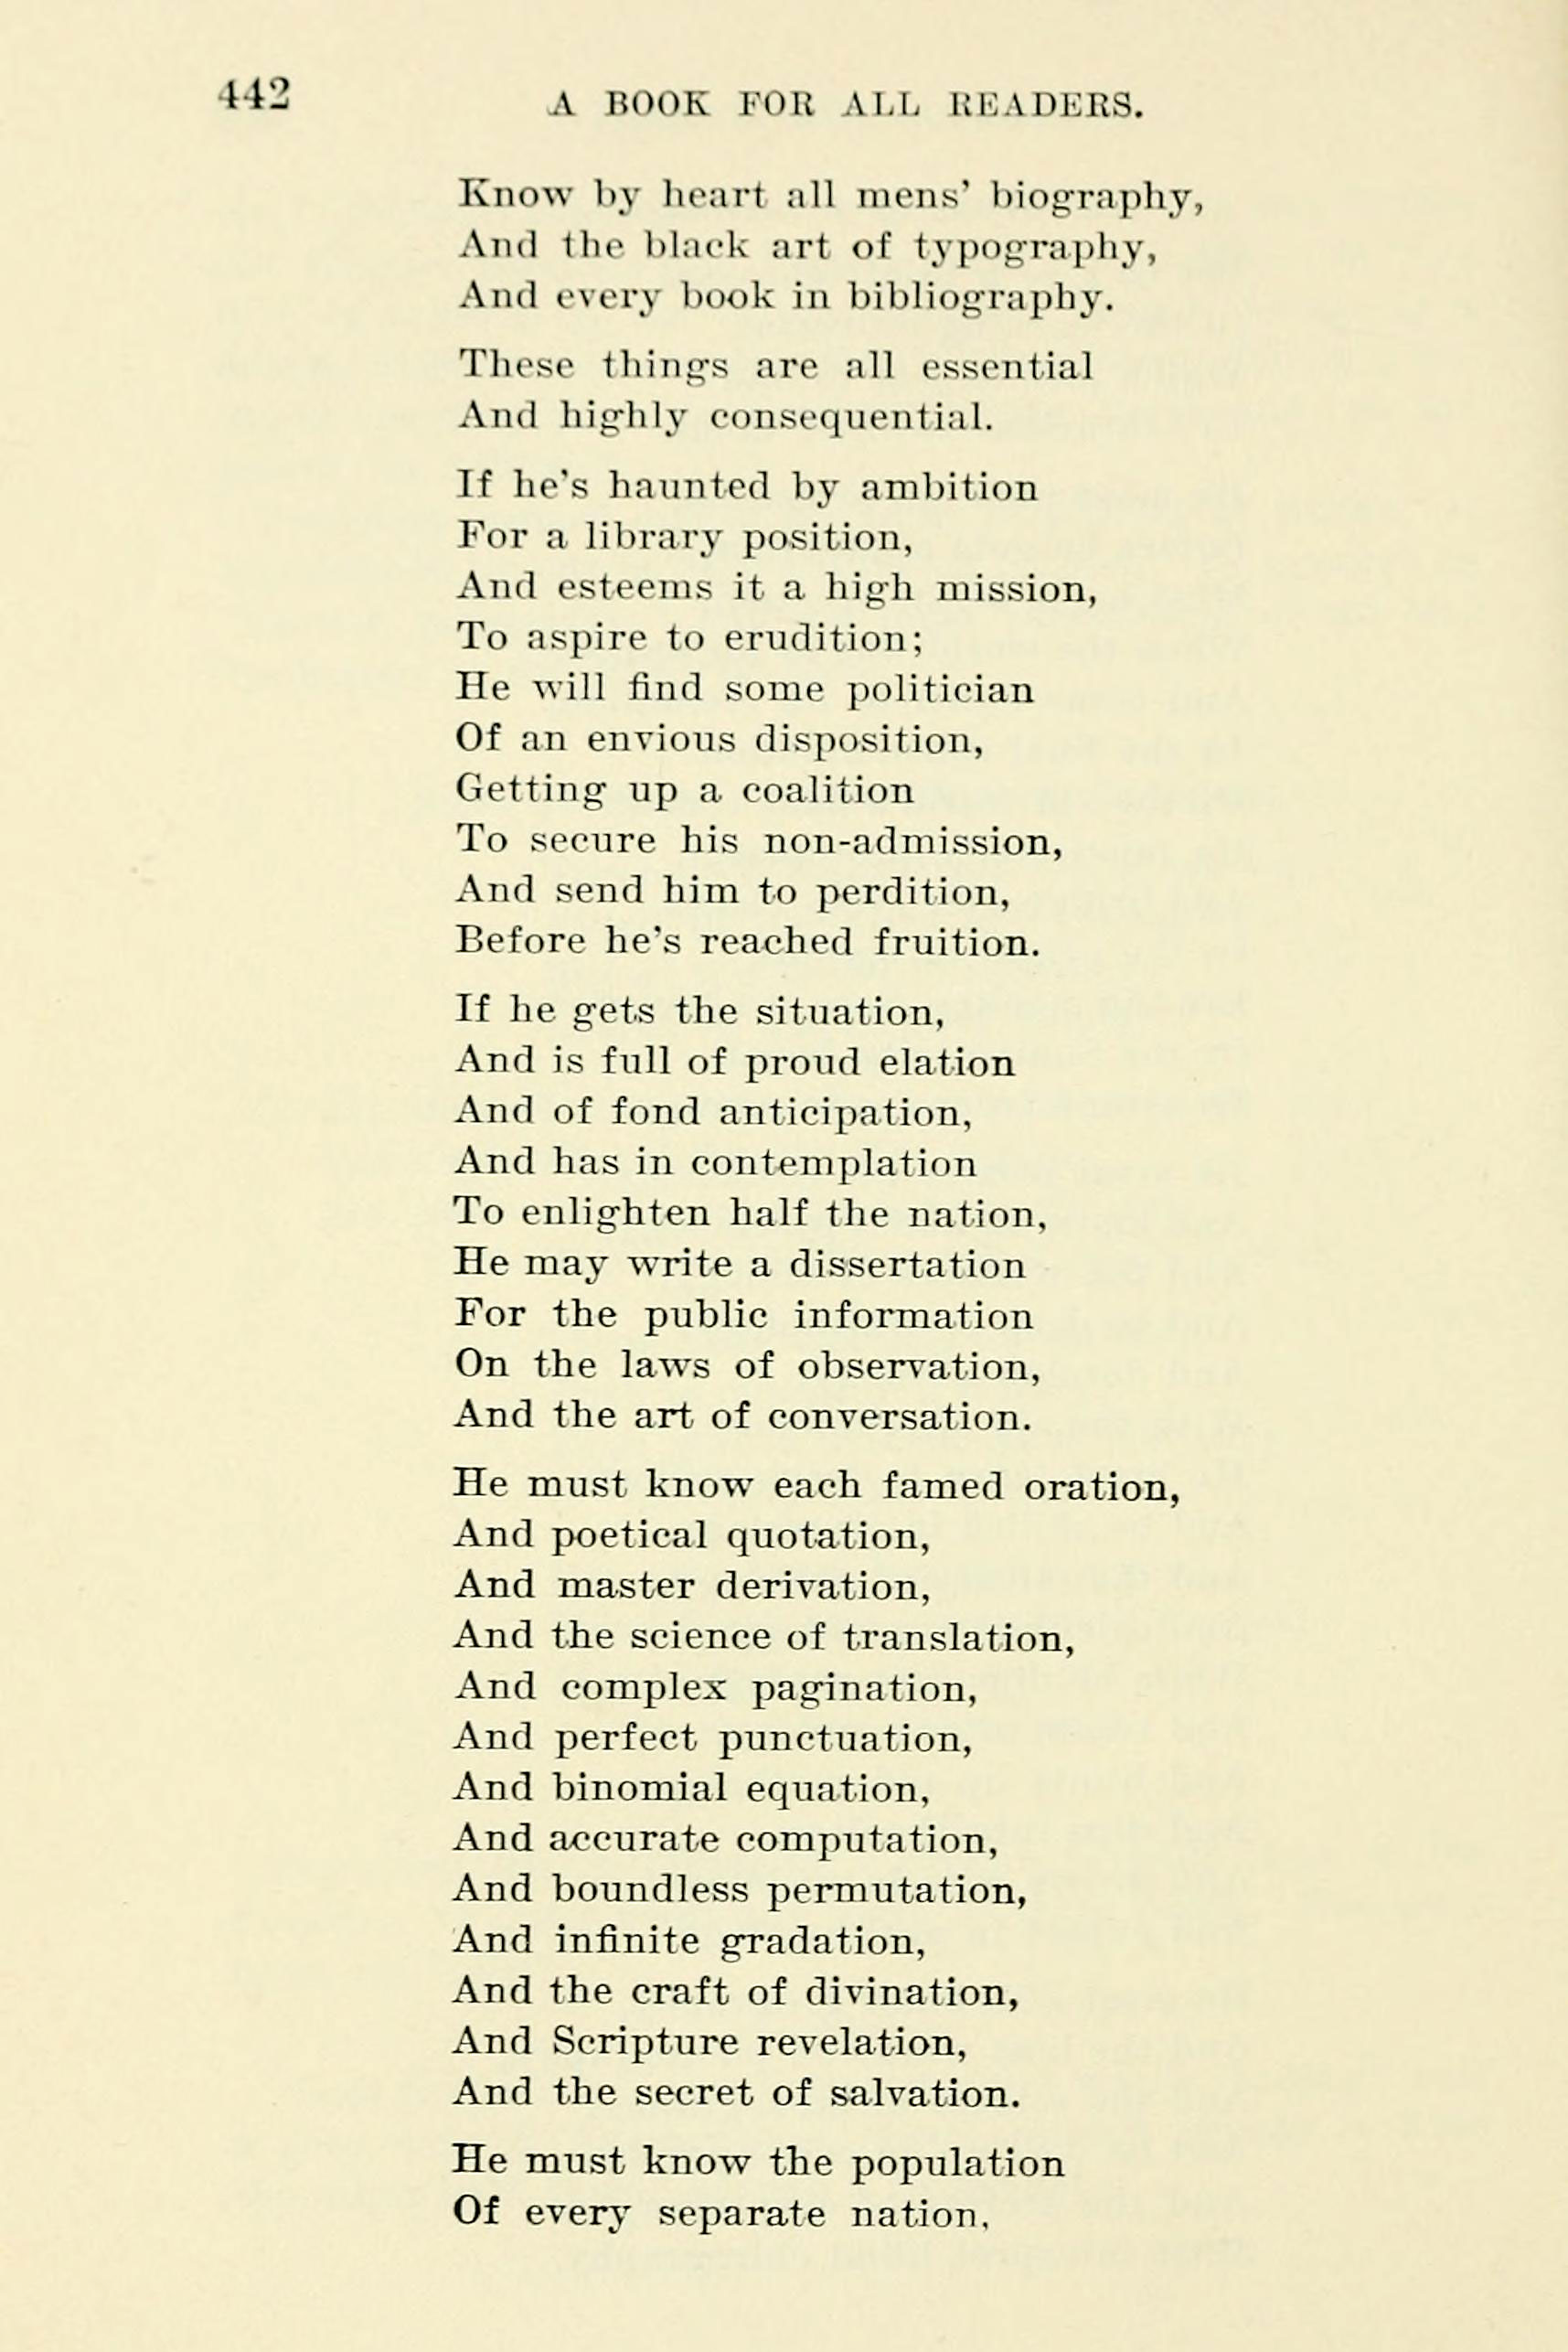 442
A BOOK FOR ALL READERS.
Know by heart all mens' biography,
And the black art of typography,
And every book in bibliography.
These things are all essential
And highly consequential.
If he's haunted by ambition
For a library position,
And esteems it a high mission,
To aspire to erudition;
He will find some politician
Of an envious disposition,
Getting up a coalition
To secure his non-admission,
And send him to perdition,
Before he's reached fruition.
If he gets the situation,
And is full of proud elation
And of fond anticipation,
And has in contemplation
To enlighten half the nation,
He may write a dissertation
For the public information
On the laws of observation,
And the art of conversation.
He must know each famed oration,
And poetical quotation,
And master derivation,
And the science of translation,
And complex pagination,
And perfect punctuation,
And binomial equation,
And accurate computation,
And boundless permutation,
And infinite gradation,
And the craft of divination,
And Scripture revelation,
And the secret of salvation.
He must know the population
Of every separate nation,